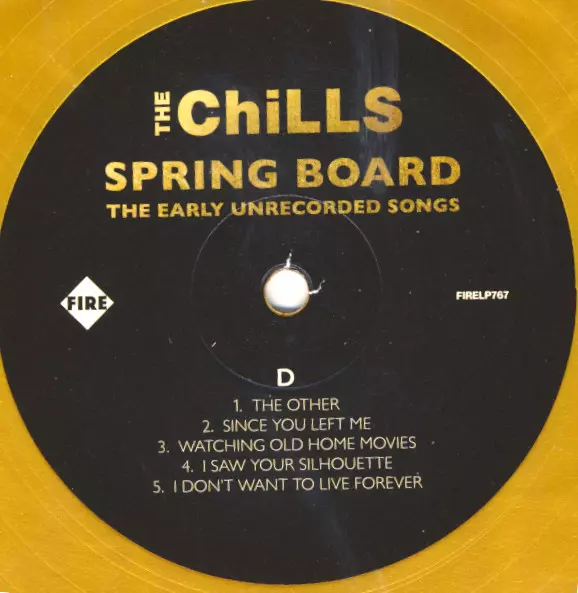 THE ChiLLS
SPRING BOARD
THE EARLY UNRECORDED SONGS
FIRE
FIRELP767
D
1. THE OTHER
2. SINCE YOU LEFT ME
3. WATCHING OLD HOME MOVIES
4. I SAW YOUR SILHOUETTE
5. I DON'T WANT TO LIVE FOREVER